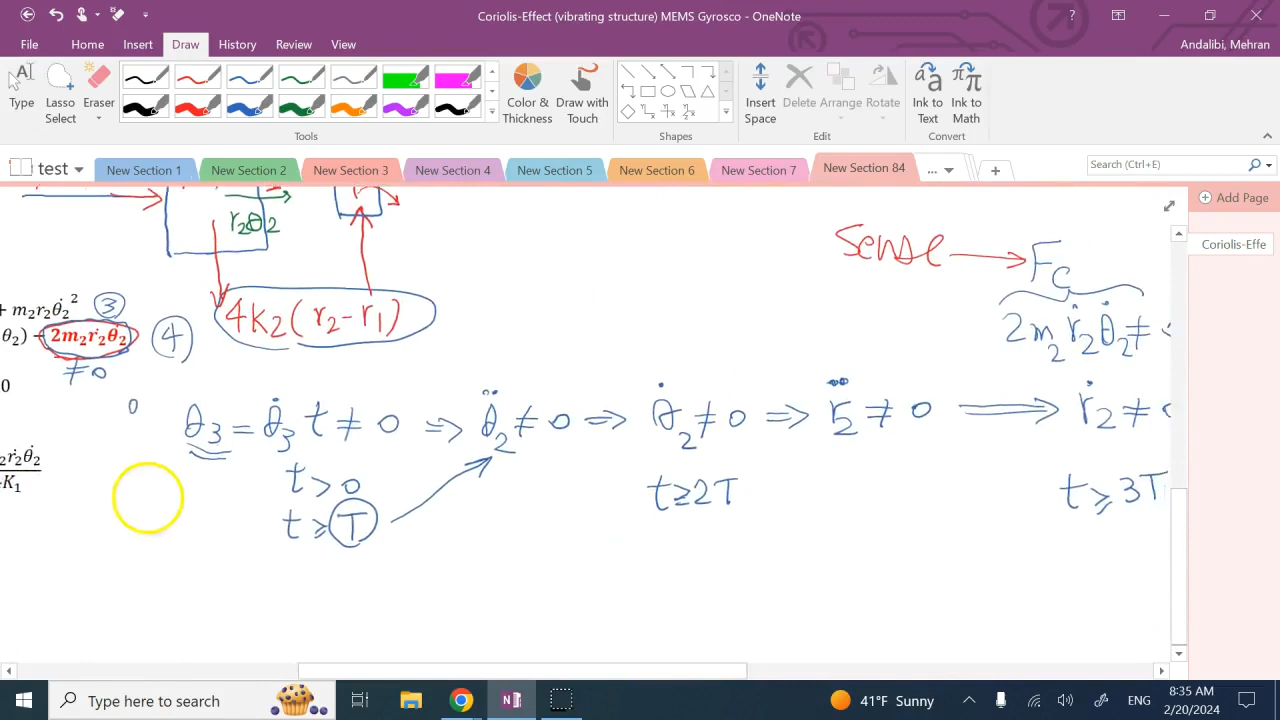 Coriolis-Effect (vibrating structure) MEMS Gyrosco - OneNote
?
File Home Insert Draw History Review View
Andalibi, Mehran
Type
Lasso Select
Eraser
Color & Thickness
Draw with Touch
Insert Space
Delete
Arrange
Rotate
Ink to Text
Ink to Math
Tools
Shapes
Edit
Convert
test
New Section 1
New Section 2
New Section 3
New Section 4
New Section 5
New Section 6
New Section 7
New Section 84
...
+
Search (Ctrl+E)
Add Page
Coriolis-Effe
r₂θ̇₂
Sense → F_C
+ m₂r₂θ̇₂² ③
4K₂(r₂-r₁)
θ₂) - 2m₂ṙ₂θ̇₂ ④
≠0
2m₂ṙ₂θ̇₂≠
0
0
θ₃ = θ̇₃ t ≠ 0 ⇒ θ̈₂ ≠ 0 ⇒ θ̇₂ ≠ 0 ⇒ r̈₂ ≠ 0 ⇒ ṙ₂ ≠ 0
₂r₂θ̇₂
K₁
t > 0
t ≥ T
t ≥ 2T
t ≥ 3T
Type here to search
41°F Sunny
ENG
8:35 AM
2/20/2024